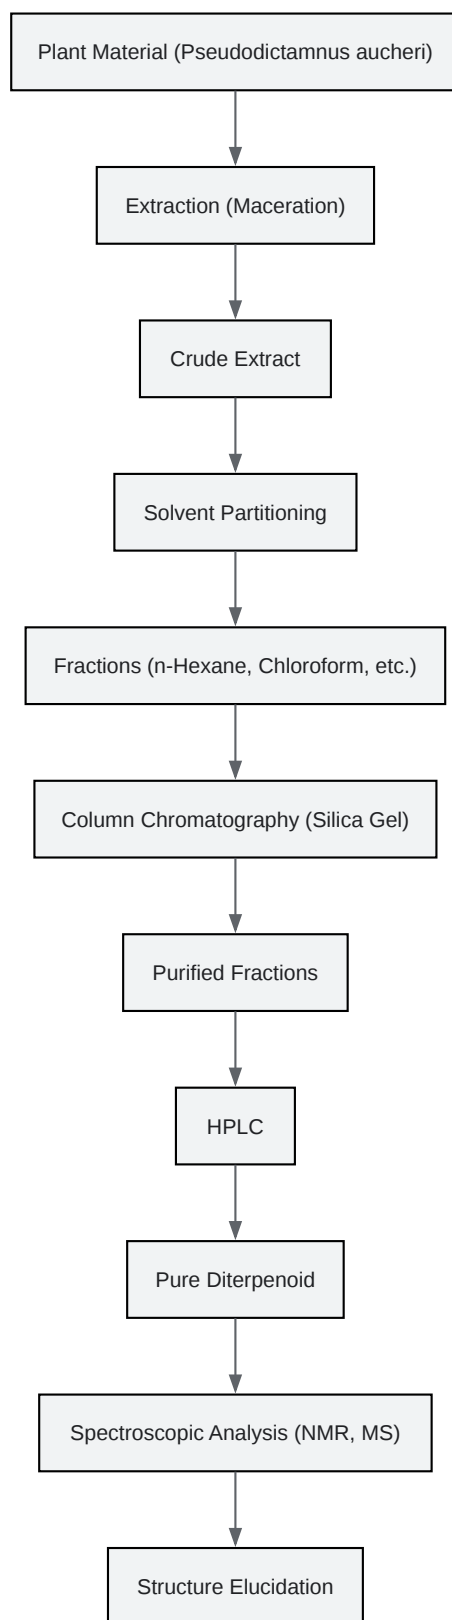 Plant Material (Pseudodictamnus aucheri)
Extraction (Maceration)
Crude Extract
Solvent Partitioning
Fractions (n-Hexane, Chloroform, etc.)
Column Chromatography (Silica Gel)
Purified Fractions
HPLC
Pure Diterpenoid
Spectroscopic Analysis (NMR, MS)
Structure Elucidation